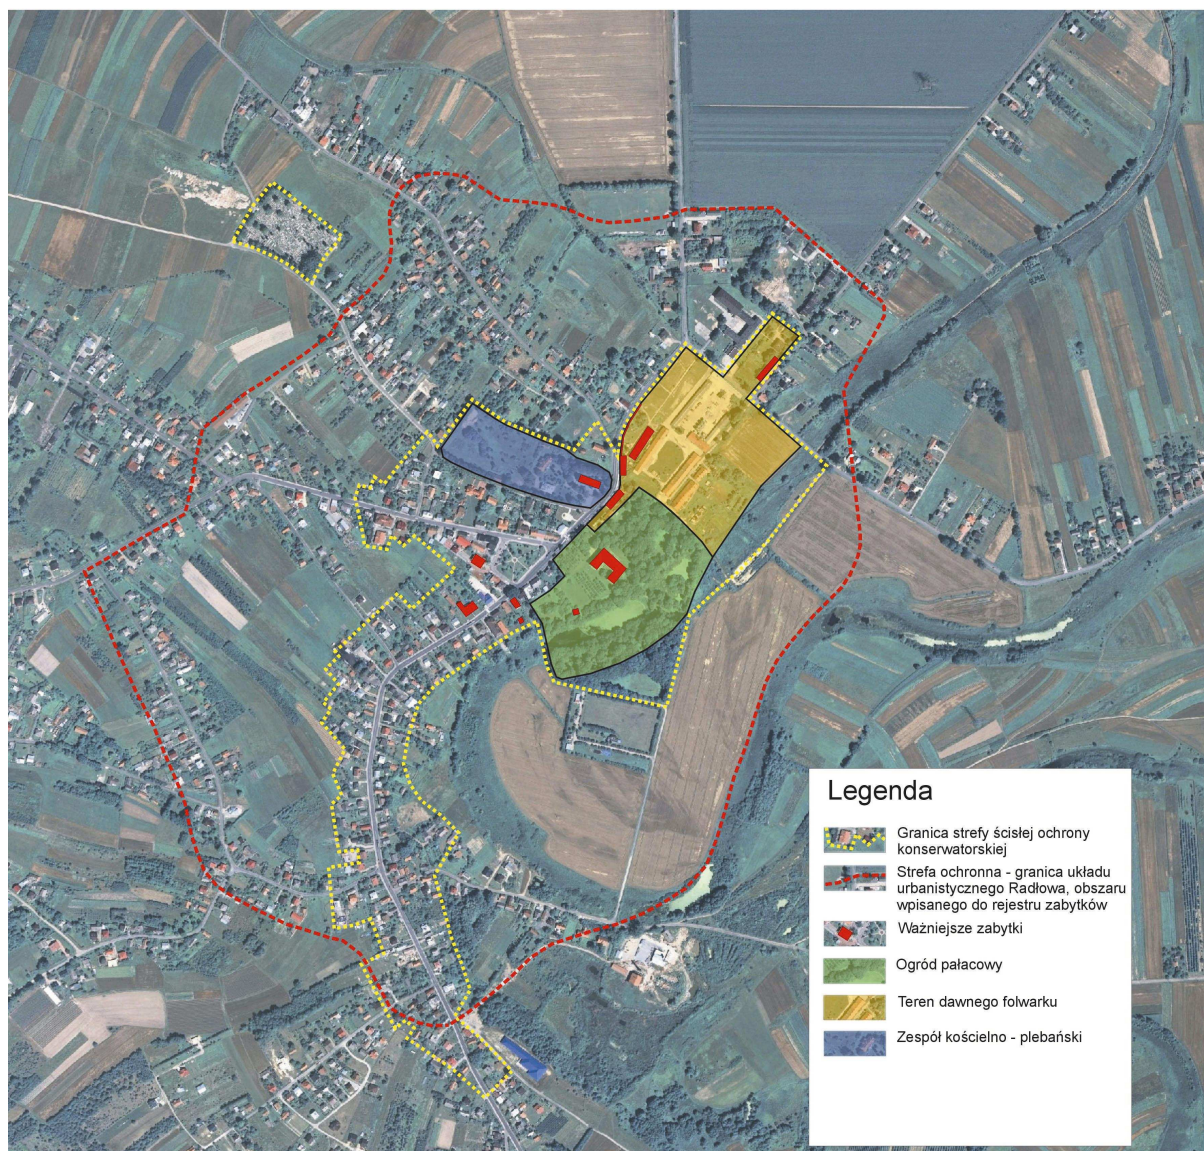 Legenda
Granica strefy ścisłej ochrony
konserwatorskiej
Strefa ochronna - granica układu
urbanistycznego Radłowa, obszaru
wpisanego do rejestru zabytków
Ważniejsze zabytki
Ogród pałacowy
Teren dawnego folwarku
Zespół kościelno - plebański